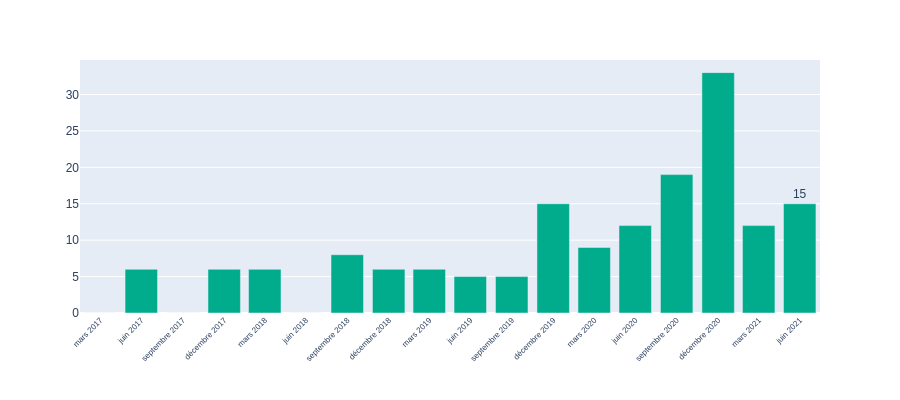 30
25
20
15
10
5
0
15
mars 2017
juin 2017
septembre 2017
décembre 2017
mars 2018
juin 2018
septembre 2018
décembre 2018
mars 2019
juin 2019
septembre 2019
décembre 2019
mars 2020
juin 2020
septembre 2020
décembre 2020
mars 2021
juin 2021